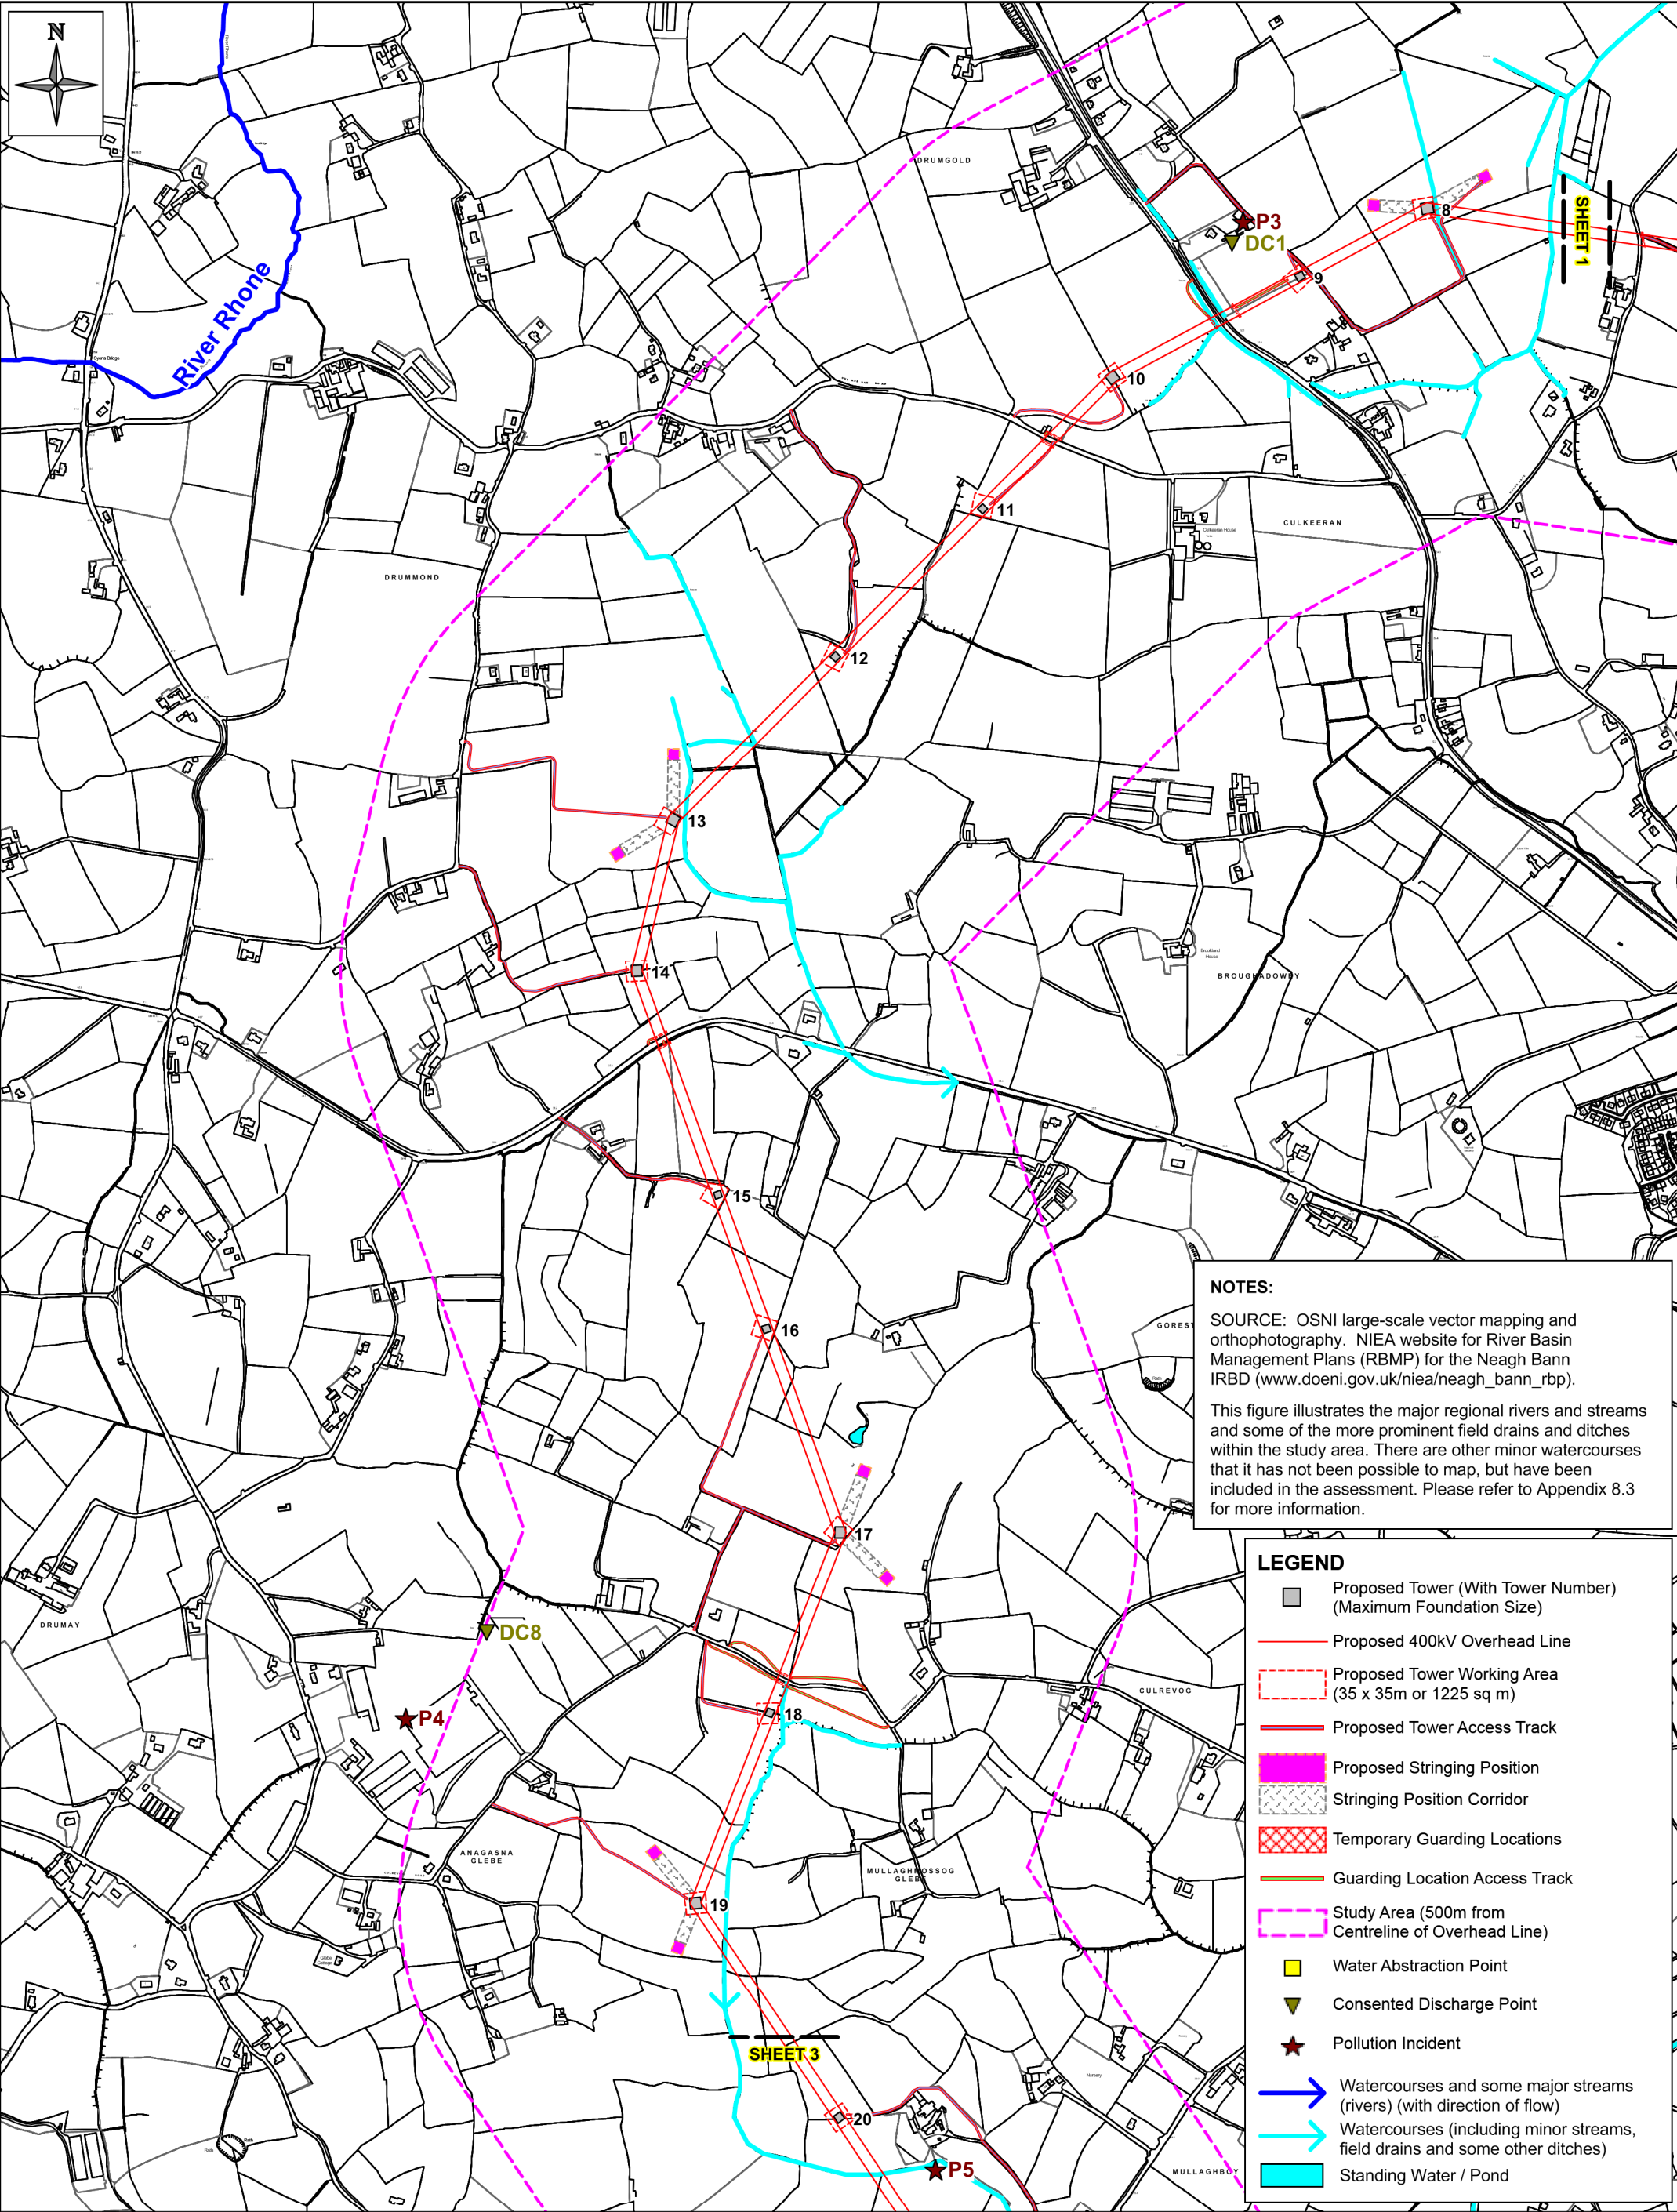 N
DRUMGOLD
P3
DC1
8
SHEET 1
9
River Rhone
10
11
CULKEERAN
Culkeeran House
DRUMMOND
12
13
14
Brookland
House
BROUGHADOWEY
15
16
17
DRUMAY
DC8
P4
CULREVOG
18
ANAGASNA
GLEBE
19
SHEET 3
20
Nursery
P5
MULLAGHBOY
NOTES:
SOURCE:  OSNI large-scale vector mapping and
orthophotography.  NIEA website for River Basin
Management Plans (RBMP) for the Neagh Bann
IRBD (www.doeni.gov.uk/niea/neagh_bann_rbp).
This figure illustrates the major regional rivers and streams
and some of the more prominent field drains and ditches
within the study area. There are other minor watercourses
that it has not been possible to map, but have been
included in the assessment. Please refer to Appendix 8.3
for more information.
LEGEND
Proposed Tower (With Tower Number)
(Maximum Foundation Size)
Proposed 400kV Overhead Line
Proposed Tower Working Area
(35 x 35m or 1225 sq m)
Proposed Tower Access Track
Proposed Stringing Position
Stringing Position Corridor
Temporary Guarding Locations
Guarding Location Access Track
Study Area (500m from
Centreline of Overhead Line)
Water Abstraction Point
Consented Discharge Point
Pollution Incident
Watercourses and some major streams
(rivers) (with direction of flow)
Watercourses (including minor streams,
field drains and some other ditches)
Standing Water / Pond